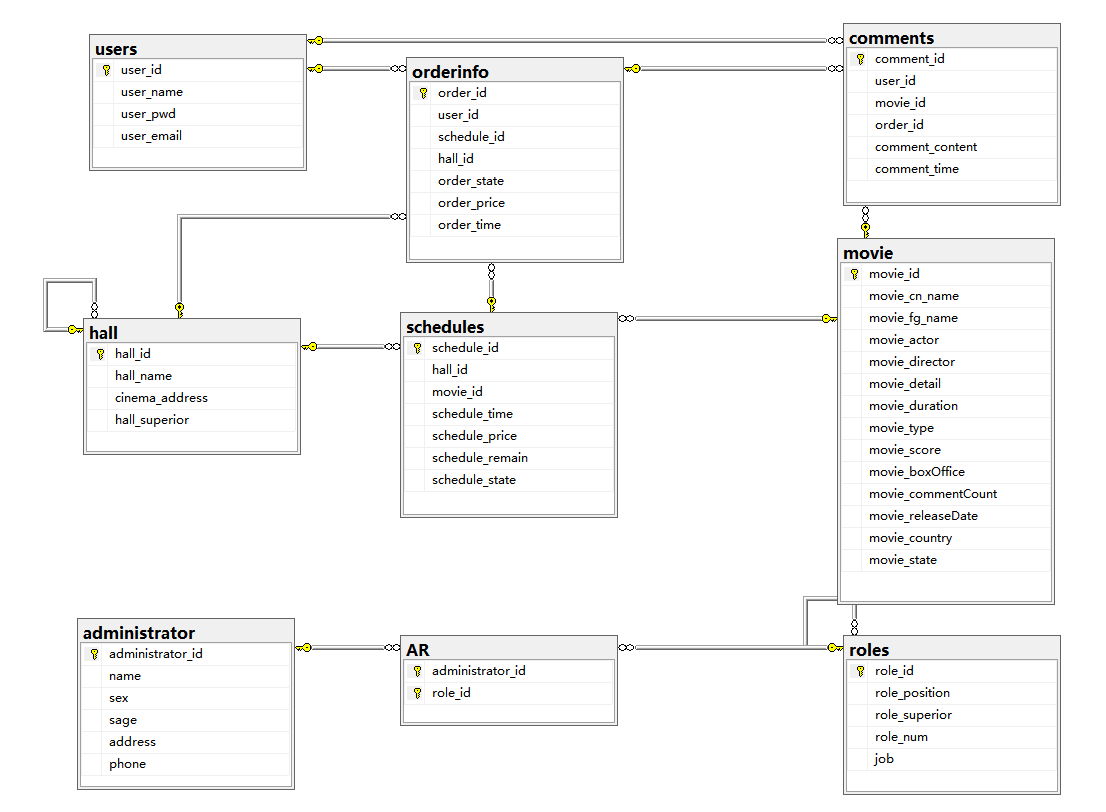 users
user_id
user_name
user_pwd
user_email
orderinfo
order_id
user_id
schedule_id
hall_id
order_state
order_price
order_time
comments
comment_id
user_id
movie_id
order_id
comment_content
comment_time
hall
hall_id
hall_name
cinema_address
hall_superior
schedules
schedule_id
hall_id
movie_id
schedule_time
schedule_price
schedule_remain
schedule_state
movie
movie_id
movie_cn_name
movie_fg_name
movie_actor
movie_director
movie_detail
movie_duration
movie_type
movie_score
movie_boxOffice
movie_commentCount
movie_releaseDate
movie_country
movie_state
administrator
administrator_id
name
sex
sage
address
phone
AR
administrator_id
role_id
roles
role_id
role_position
role_superior
role_num
job